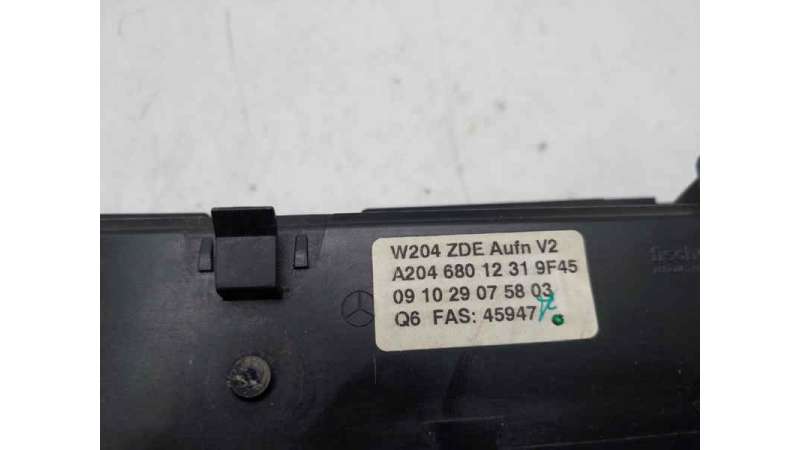 W204 ZDE Aufn V2
A204 680 12 31 9F45
09 10 29 07 58 03
Q6 FAS: 45947